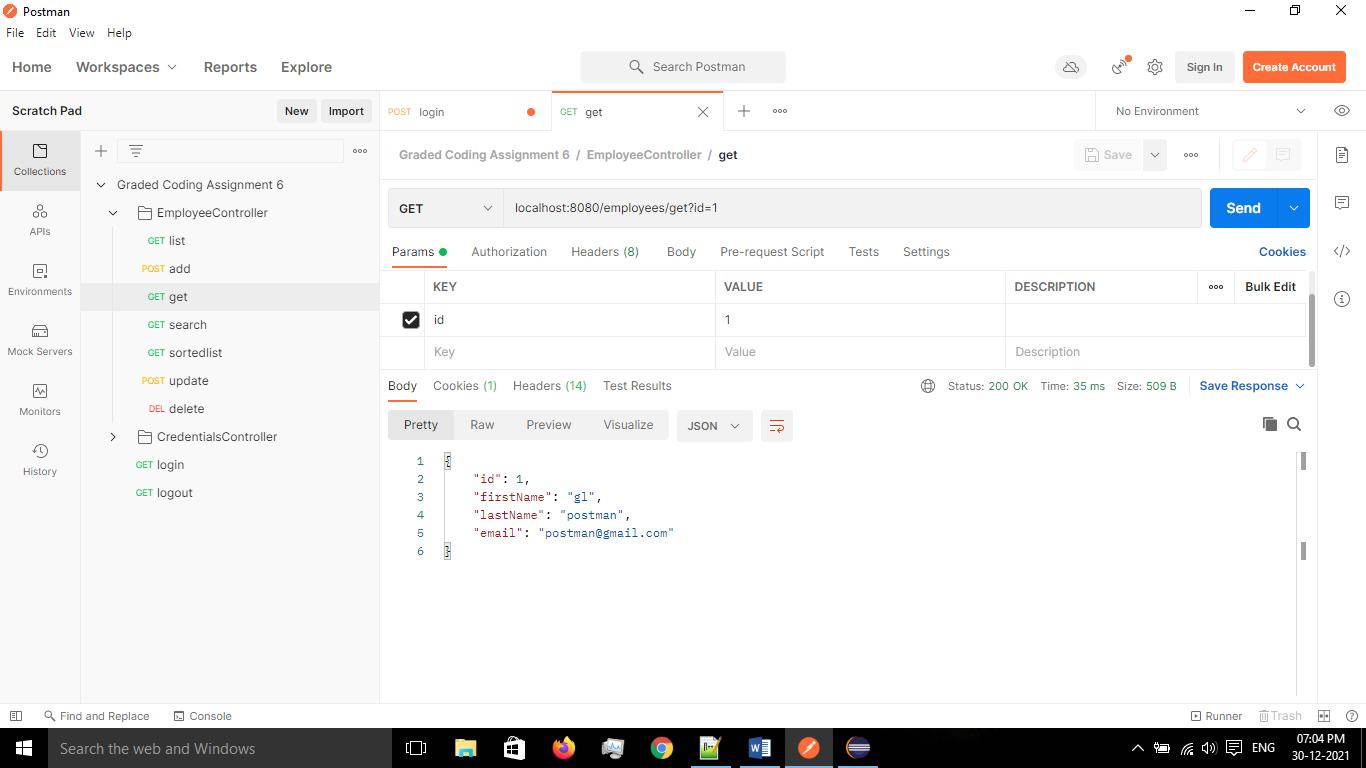 Postman
File Edit View Help
Home Workspaces Reports Explore Search Postman Sign In Create Account
Scratch Pad New Import
POST login GET get No Environment
Collections
APIs
Environments
Mock Servers
Monitors
History
Graded Coding Assignment 6
EmployeeController
GET list
POST add
GET get
GET search
GET sortedlist
POST update
DEL delete
CredentialsController
GET login
GET logout
Graded Coding Assignment 6 / EmployeeController / get Save
GET localhost:8080/employees/get?id=1 Send
Params Authorization Headers (8) Body Pre-request Script Tests Settings Cookies
KEY VALUE DESCRIPTION Bulk Edit
id 1
Key Value Description
Body Cookies (1) Headers (14) Test Results Status: 200 OK Time: 35 ms Size: 509 B Save Response
Pretty Raw Preview Visualize JSON
1 {
2 "id": 1,
3 "firstName": "gl",
4 "lastName": "postman",
5 "email": "postman@gmail.com"
6 }
Find and Replace Console Runner Trash
Search the web and Windows ENG 07:04 PM
30-12-2021